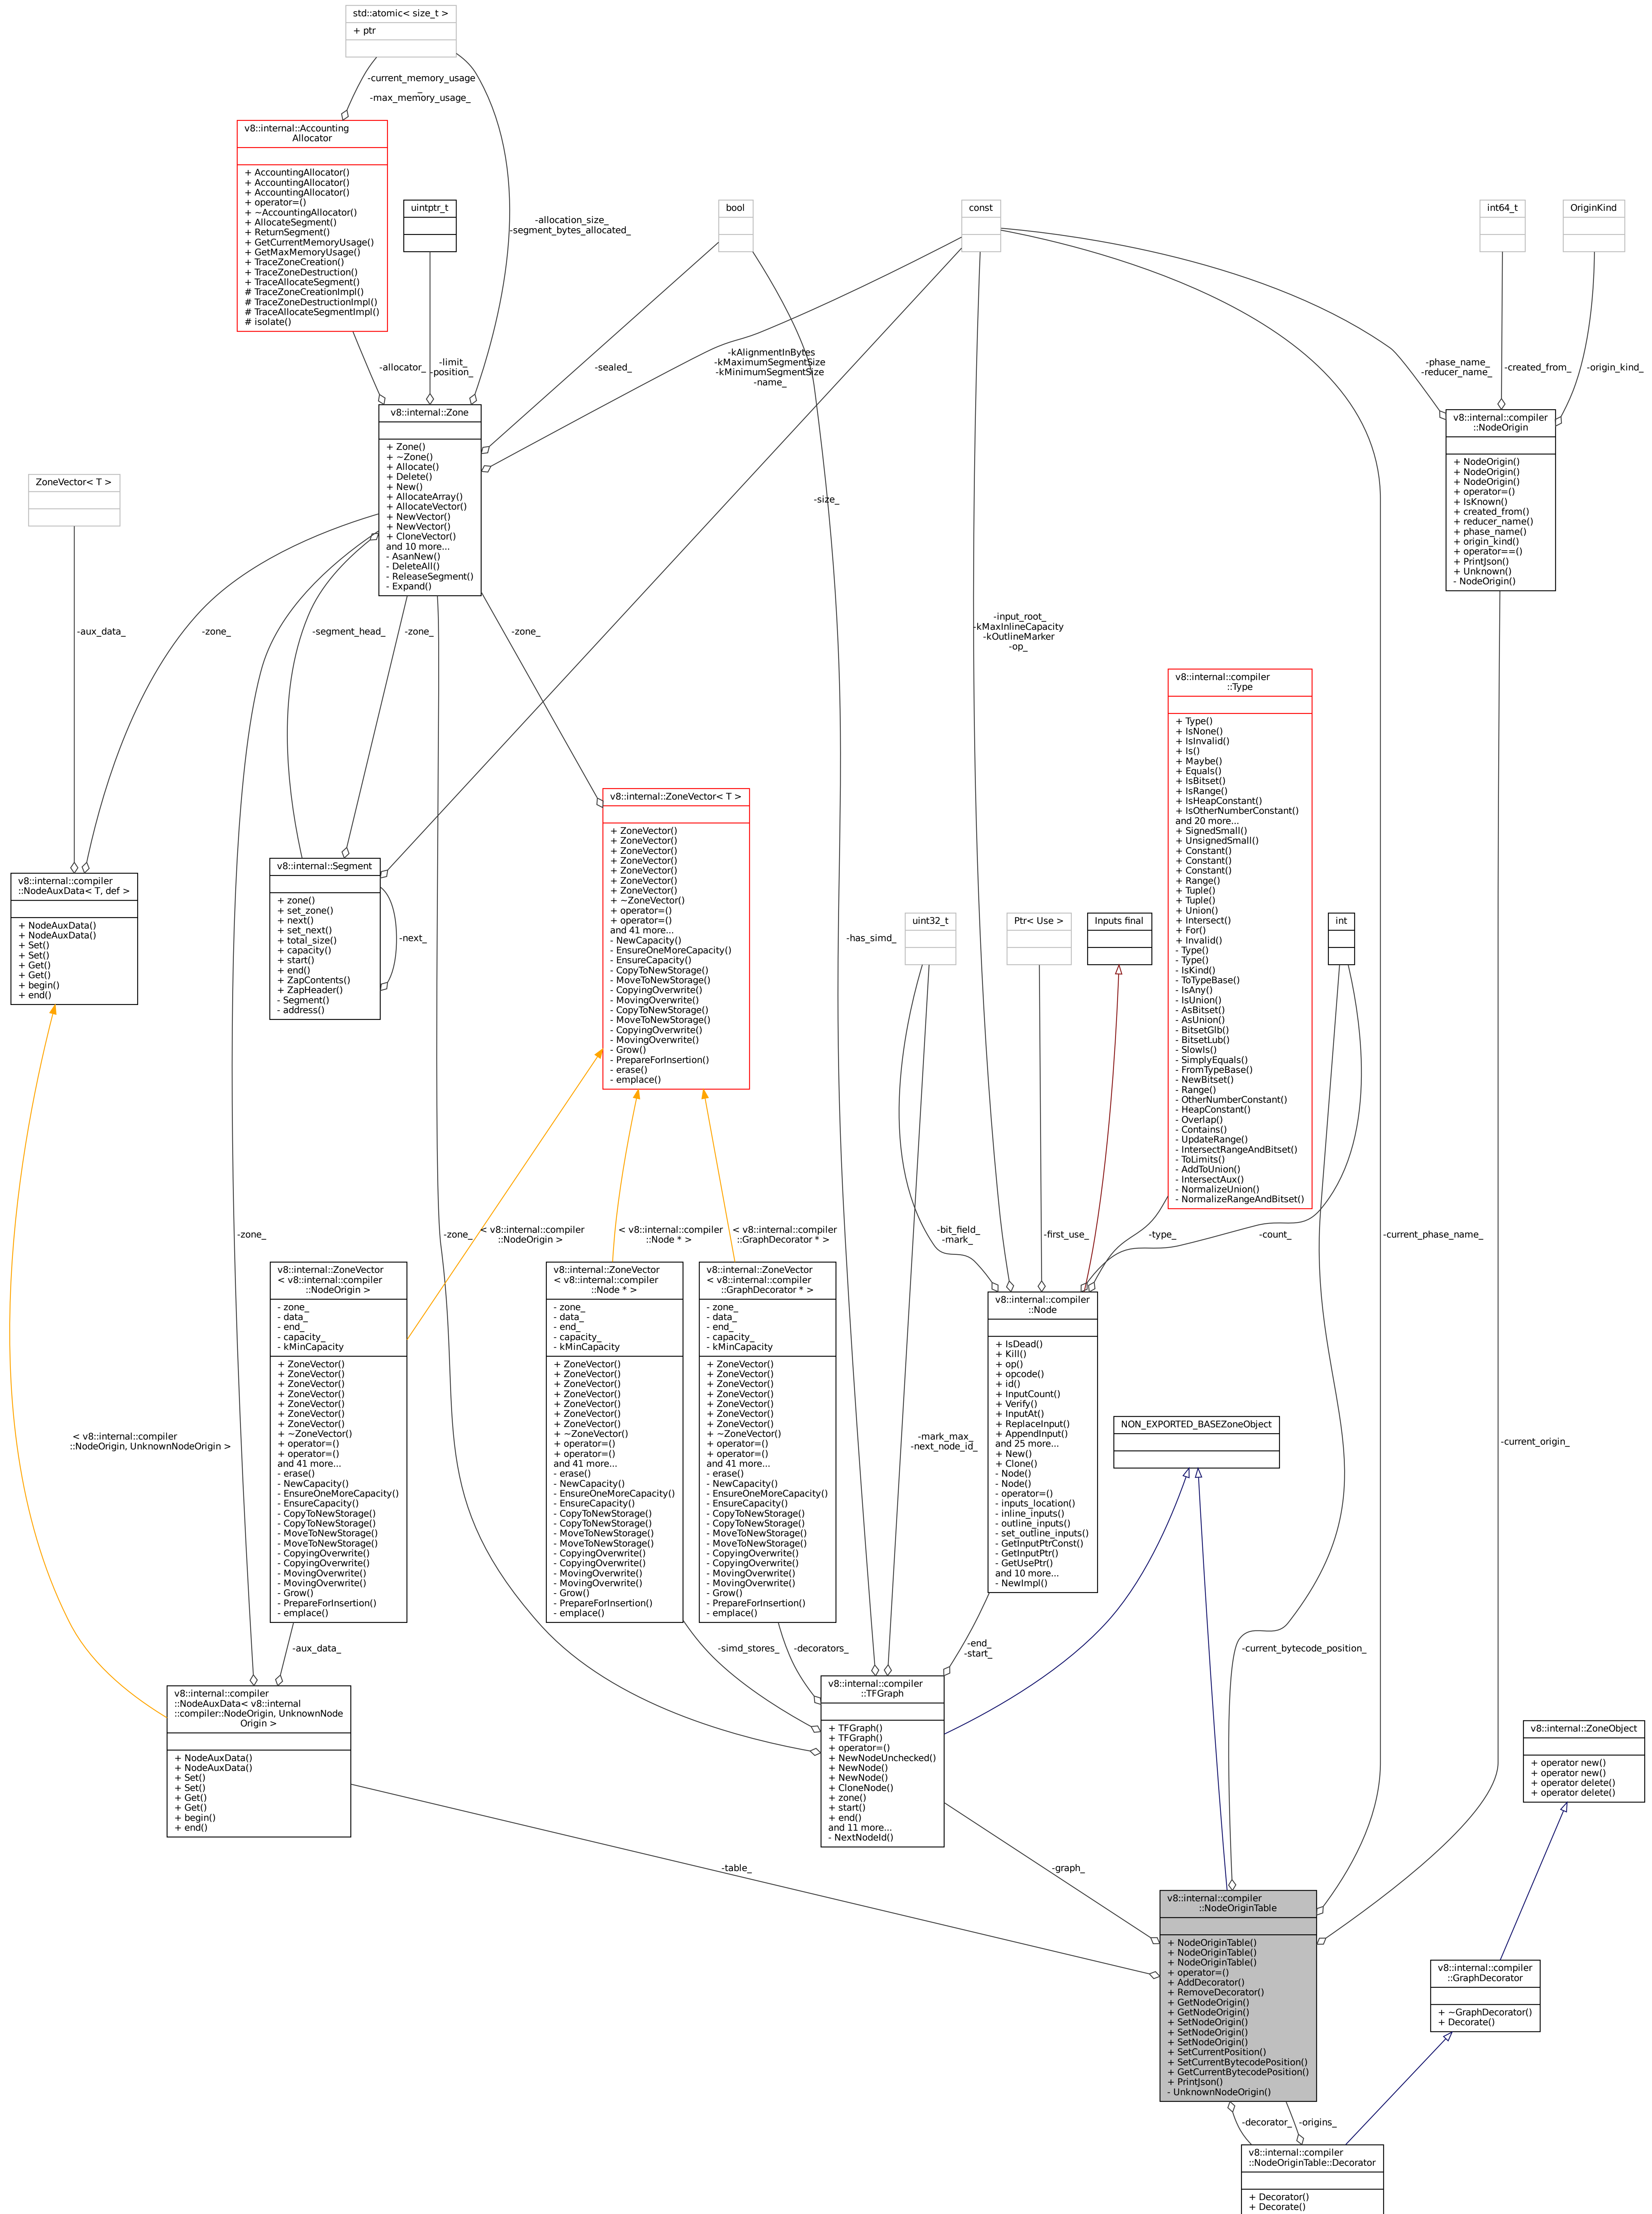 std::atomic< size_t >
+ ptr
-current_memory_usage
_
-max_memory_usage_
v8::internal::Accounting
Allocator
+ AccountingAllocator()
+ AccountingAllocator()
+ AccountingAllocator()
+ operator=()
+ ~AccountingAllocator()
+ AllocateSegment()
+ ReturnSegment()
+ GetCurrentMemoryUsage()
+ GetMaxMemoryUsage()
+ TraceZoneCreation()
+ TraceZoneDestruction()
+ TraceAllocateSegment()
# TraceZoneCreationImpl()
# TraceZoneDestructionImpl()
# TraceAllocateSegmentImpl()
# isolate()
uintptr_t
-allocation_size_
-segment_bytes_allocated_
bool
const
int64_t
OriginKind
-allocator_
-limit_
-position_
-sealed_
-kAlignmentInBytes
-kMaximumSegmentSize
-kMinimumSegmentSize
-name_
-phase_name_
-reducer_name_
-created_from_
-origin_kind_
v8::internal::Zone
+ Zone()
+ ~Zone()
+ Allocate()
+ Delete()
+ New()
+ AllocateArray()
+ AllocateVector()
+ NewVector()
+ NewVector()
+ CloneVector()
and 10 more...
- AsanNew()
- DeleteAll()
- ReleaseSegment()
- Expand()
v8::internal::compiler
::NodeOrigin
+ NodeOrigin()
+ NodeOrigin()
+ NodeOrigin()
+ operator=()
+ IsKnown()
+ created_from()
+ reducer_name()
+ phase_name()
+ origin_kind()
+ operator==()
+ PrintJson()
+ Unknown()
- NodeOrigin()
ZoneVector< T >
-size_
-aux_data_
-zone_
-segment_head_
-zone_
-zone_
-input_root_
-kMaxInlineCapacity
-kOutlineMarker
-op_
v8::internal::compiler
::Type
+ Type()
+ IsNone()
+ IsInvalid()
+ Is()
+ Maybe()
+ Equals()
+ IsBitset()
+ IsRange()
+ IsHeapConstant()
+ IsOtherNumberConstant()
and 20 more...
+ SignedSmall()
+ UnsignedSmall()
+ Constant()
+ Constant()
+ Constant()
+ Range()
+ Tuple()
+ Tuple()
+ Union()
+ Intersect()
+ For()
+ Invalid()
- Type()
- Type()
- IsKind()
- ToTypeBase()
- IsAny()
- IsUnion()
- AsBitset()
- AsUnion()
- BitsetGlb()
- BitsetLub()
- SlowIs()
- SimplyEquals()
- FromTypeBase()
- NewBitset()
- Range()
- OtherNumberConstant()
- HeapConstant()
- Overlap()
- Contains()
- UpdateRange()
- IntersectRangeAndBitset()
- ToLimits()
- AddToUnion()
- IntersectAux()
- NormalizeUnion()
- NormalizeRangeAndBitset()
v8::internal::ZoneVector< T >
+ ZoneVector()
+ ZoneVector()
+ ZoneVector()
+ ZoneVector()
+ ZoneVector()
+ ZoneVector()
+ ZoneVector()
+ ~ZoneVector()
+ operator=()
+ operator=()
and 41 more...
- NewCapacity()
- EnsureOneMoreCapacity()
- EnsureCapacity()
- CopyToNewStorage()
- MoveToNewStorage()
- CopyingOverwrite()
- MovingOverwrite()
- CopyToNewStorage()
- MoveToNewStorage()
- CopyingOverwrite()
- MovingOverwrite()
- Grow()
- PrepareForInsertion()
- erase()
- emplace()
v8::internal::compiler
::NodeAuxData< T, def >
+ NodeAuxData()
+ NodeAuxData()
+ Set()
+ Set()
+ Get()
+ Get()
+ begin()
+ end()
v8::internal::Segment
+ zone()
+ set_zone()
+ next()
+ set_next()
+ total_size()
+ capacity()
+ start()
+ end()
+ ZapContents()
+ ZapHeader()
- Segment()
- address()
-next_
-has_simd_
uint32_t
Ptr< Use >
Inputs final
int
-zone_
-zone_
< v8::internal::compiler
::NodeOrigin >
< v8::internal::compiler
::Node * >
< v8::internal::compiler
::GraphDecorator * >
-bit_field_
-mark_
-first_use_
-type_
-count_
-current_phase_name_
v8::internal::ZoneVector
< v8::internal::compiler
::NodeOrigin >
- zone_
- data_
- end_
- capacity_
- kMinCapacity
+ ZoneVector()
+ ZoneVector()
+ ZoneVector()
+ ZoneVector()
+ ZoneVector()
+ ZoneVector()
+ ZoneVector()
+ ~ZoneVector()
+ operator=()
+ operator=()
and 41 more...
- erase()
- NewCapacity()
- EnsureOneMoreCapacity()
- EnsureCapacity()
- CopyToNewStorage()
- CopyToNewStorage()
- MoveToNewStorage()
- MoveToNewStorage()
- CopyingOverwrite()
- CopyingOverwrite()
- MovingOverwrite()
- MovingOverwrite()
- Grow()
- PrepareForInsertion()
- emplace()
v8::internal::ZoneVector
< v8::internal::compiler
::Node * >
- zone_
- data_
- end_
- capacity_
- kMinCapacity
+ ZoneVector()
+ ZoneVector()
+ ZoneVector()
+ ZoneVector()
+ ZoneVector()
+ ZoneVector()
+ ZoneVector()
+ ~ZoneVector()
+ operator=()
+ operator=()
and 41 more...
- erase()
- NewCapacity()
- EnsureOneMoreCapacity()
- EnsureCapacity()
- CopyToNewStorage()
- CopyToNewStorage()
- MoveToNewStorage()
- MoveToNewStorage()
- CopyingOverwrite()
- CopyingOverwrite()
- MovingOverwrite()
- MovingOverwrite()
- Grow()
- PrepareForInsertion()
- emplace()
v8::internal::ZoneVector
< v8::internal::compiler
::GraphDecorator * >
- zone_
- data_
- end_
- capacity_
- kMinCapacity
+ ZoneVector()
+ ZoneVector()
+ ZoneVector()
+ ZoneVector()
+ ZoneVector()
+ ZoneVector()
+ ZoneVector()
+ ~ZoneVector()
+ operator=()
+ operator=()
and 41 more...
- erase()
- NewCapacity()
- EnsureOneMoreCapacity()
- EnsureCapacity()
- CopyToNewStorage()
- CopyToNewStorage()
- MoveToNewStorage()
- MoveToNewStorage()
- CopyingOverwrite()
- CopyingOverwrite()
- MovingOverwrite()
- MovingOverwrite()
- Grow()
- PrepareForInsertion()
- emplace()
v8::internal::compiler
::Node
+ IsDead()
+ Kill()
+ op()
+ opcode()
+ id()
+ InputCount()
+ Verify()
+ InputAt()
+ ReplaceInput()
+ AppendInput()
and 25 more...
+ New()
+ Clone()
- Node()
- Node()
- operator=()
- inputs_location()
- inline_inputs()
- outline_inputs()
- set_outline_inputs()
- GetInputPtrConst()
- GetInputPtr()
- GetUsePtr()
and 10 more...
- NewImpl()
NON_EXPORTED_BASEZoneObject
< v8::internal::compiler
::NodeOrigin, UnknownNodeOrigin >
-mark_max_
-next_node_id_
-current_origin_
-aux_data_
-simd_stores_
-decorators_
-end_
-start_
-current_bytecode_position_
v8::internal::compiler
::NodeAuxData< v8::internal
::compiler::NodeOrigin, UnknownNode
Origin >
+ NodeAuxData()
+ NodeAuxData()
+ Set()
+ Set()
+ Get()
+ Get()
+ begin()
+ end()
v8::internal::compiler
::TFGraph
+ TFGraph()
+ TFGraph()
+ operator=()
+ NewNodeUnchecked()
+ NewNode()
+ NewNode()
+ CloneNode()
+ zone()
+ start()
+ end()
and 11 more...
- NextNodeId()
v8::internal::ZoneObject
+ operator new()
+ operator new()
+ operator delete()
+ operator delete()
-table_
-graph_
v8::internal::compiler
::NodeOriginTable
+ NodeOriginTable()
+ NodeOriginTable()
+ NodeOriginTable()
+ operator=()
+ AddDecorator()
+ RemoveDecorator()
+ GetNodeOrigin()
+ GetNodeOrigin()
+ SetNodeOrigin()
+ SetNodeOrigin()
+ SetNodeOrigin()
+ SetCurrentPosition()
+ SetCurrentBytecodePosition()
+ GetCurrentBytecodePosition()
+ PrintJson()
- UnknownNodeOrigin()
v8::internal::compiler
::GraphDecorator
+ ~GraphDecorator()
+ Decorate()
-decorator_
-origins_
v8::internal::compiler
::NodeOriginTable::Decorator
+ Decorator()
+ Decorate()